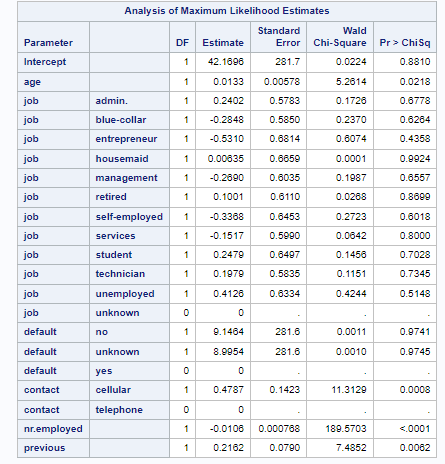 Analysis of Maximum Likelihood Estimates
Parameter DF Estimate Standard Error Wald Chi-Square Pr > ChiSq
Intercept 1 42.1696 281.7 0.0224 0.8810
age 1 0.0133 0.00578 5.2614 0.0218
job admin. 1 0.2402 0.5783 0.1726 0.6778
job blue-collar 1 -0.2848 0.5850 0.2370 0.6264
job entrepreneur 1 -0.5310 0.6814 0.6074 0.4358
job housemaid 1 0.00635 0.6659 0.0001 0.9924
job management 1 -0.2690 0.6035 0.1987 0.6557
job retired 1 0.1001 0.6110 0.0268 0.8699
job self-employed 1 -0.3368 0.6453 0.2723 0.6018
job services 1 -0.1517 0.5990 0.0642 0.8000
job student 1 0.2479 0.6497 0.1456 0.7028
job technician 1 0.1979 0.5835 0.1151 0.7345
job unemployed 1 0.4126 0.6334 0.4244 0.5148
job unknown 0 0 . . .
default no 1 9.1464 281.6 0.0011 0.9741
default unknown 1 8.9954 281.6 0.0010 0.9745
default yes 0 0 . . .
contact cellular 1 0.4787 0.1423 11.3129 0.0008
contact telephone 0 0 . . .
nr.employed 1 -0.0106 0.000768 189.5703 <.0001
previous 1 0.2162 0.0790 7.4852 0.0062